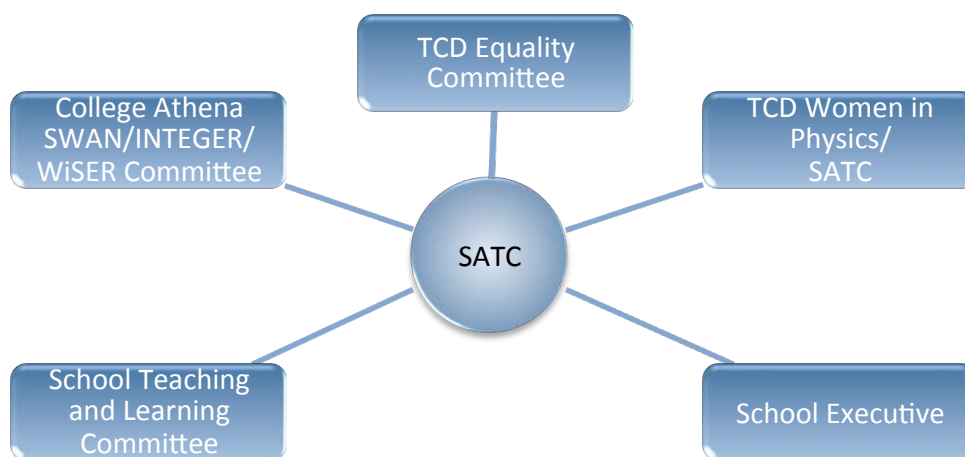 TCD Equality
Committee
College Athena
SWAN/INTEGER/
WiSER Committee
TCD Women in
Physics/
SATC
SATC
School Teaching
and Learning
Committee
School Executive